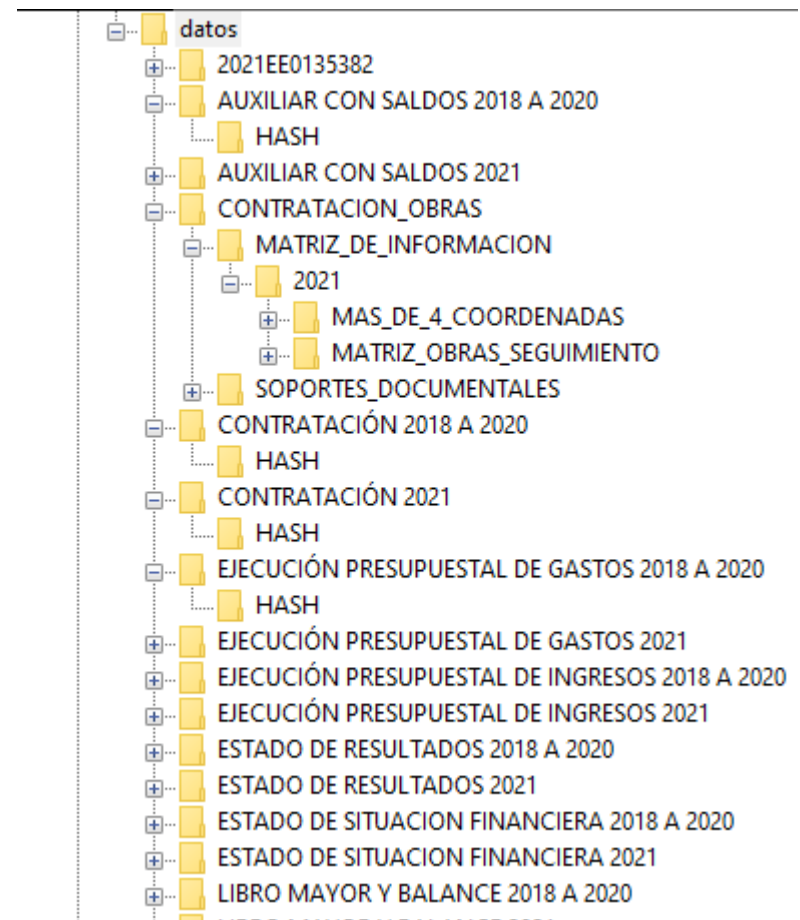 datos
2021EE0135382
AUXILIAR CON SALDOS 2018 A 2020
HASH
AUXILIAR CON SALDOS 2021
CONTRATACION_OBRAS
MATRIZ_DE_INFORMACION
2021
MAS_DE_4_COORDENADAS
MATRIZ_OBRAS_SEGUIMIENTO
SOPORTES_DOCUMENTALES
CONTRATACIÓN 2018 A 2020
HASH
CONTRATACIÓN 2021
HASH
EJECUCIÓN PRESUPUESTAL DE GASTOS 2018 A 2020
HASH
EJECUCIÓN PRESUPUESTAL DE GASTOS 2021
EJECUCIÓN PRESUPUESTAL DE INGRESOS 2018 A 2020
EJECUCIÓN PRESUPUESTAL DE INGRESOS 2021
ESTADO DE RESULTADOS 2018 A 2020
ESTADO DE RESULTADOS 2021
ESTADO DE SITUACION FINANCIERA 2018 A 2020
ESTADO DE SITUACION FINANCIERA 2021
LIBRO MAYOR Y BALANCE 2018 A 2020